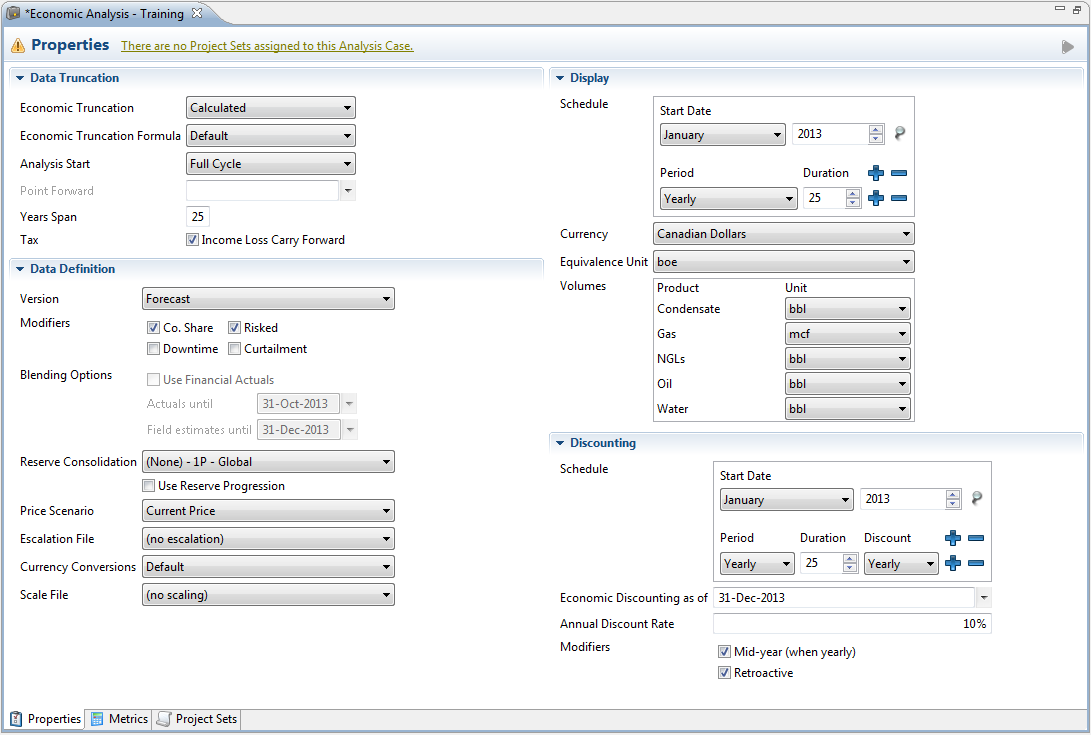 *Economic Analysis - Training
Properties There are no Project Sets assigned to this Analysis Case.
Data Truncation
Economic Truncation Calculated
Economic Truncation Formula Default
Analysis Start Full Cycle
Point Forward
Years Span 25
Tax Income Loss Carry Forward
Data Definition
Version Forecast
Modifiers Co. Share Risked
Downtime Curtailment
Blending Options Use Financial Actuals
Actuals until 31-Oct-2013
Field estimates until 31-Dec-2013
Reserve Consolidation (None) - 1P - Global
Use Reserve Progression
Price Scenario Current Price
Escalation File (no escalation)
Currency Conversions Default
Scale File (no scaling)
Display
Schedule Start Date
January 2013
Period Duration
Yearly 25
Currency Canadian Dollars
Equivalence Unit boe
Volumes Product Unit
Condensate bbl
Gas mcf
NGLs bbl
Oil bbl
Water bbl
Discounting
Schedule Start Date
January 2013
Period Duration Discount
Yearly 25 Yearly
Economic Discounting as of 31-Dec-2013
Annual Discount Rate 10%
Modifiers Mid-year (when yearly)
Retroactive
Properties Metrics Project Sets